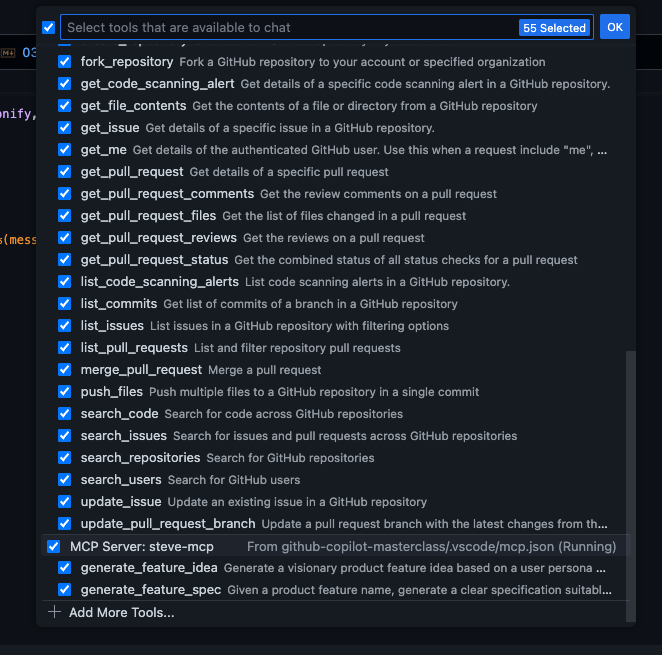 Select tools that are available to chat
55 Selected
OK
fork_repository Fork a GitHub repository to your account or specified organization
get_code_scanning_alert Get details of a specific code scanning alert in a GitHub repository.
get_file_contents Get the contents of a file or directory from a GitHub repository
get_issue Get details of a specific issue in a GitHub repository.
get_me Get details of the authenticated GitHub user. Use this when a request include "me", ...
get_pull_request Get details of a specific pull request
get_pull_request_comments Get the review comments on a pull request
get_pull_request_files Get the list of files changed in a pull request
get_pull_request_reviews Get the reviews on a pull request
get_pull_request_status Get the combined status of all status checks for a pull request
list_code_scanning_alerts List code scanning alerts in a GitHub repository.
list_commits Get list of commits of a branch in a GitHub repository
list_issues List issues in a GitHub repository with filtering options
list_pull_requests List and filter repository pull requests
merge_pull_request Merge a pull request
push_files Push multiple files to a GitHub repository in a single commit
search_code Search for code across GitHub repositories
search_issues Search for issues and pull requests across GitHub repositories
search_repositories Search for GitHub repositories
search_users Search for GitHub users
update_issue Update an existing issue in a GitHub repository
update_pull_request_branch Update a pull request branch with the latest changes from th...
MCP Server: steve-mcp From github-copilot-masterclass/.vscode/mcp.json (Running)
generate_feature_idea Generate a visionary product feature idea based on a user persona ...
generate_feature_spec Given a product feature name, generate a clear specification suitabl...
Add More Tools...